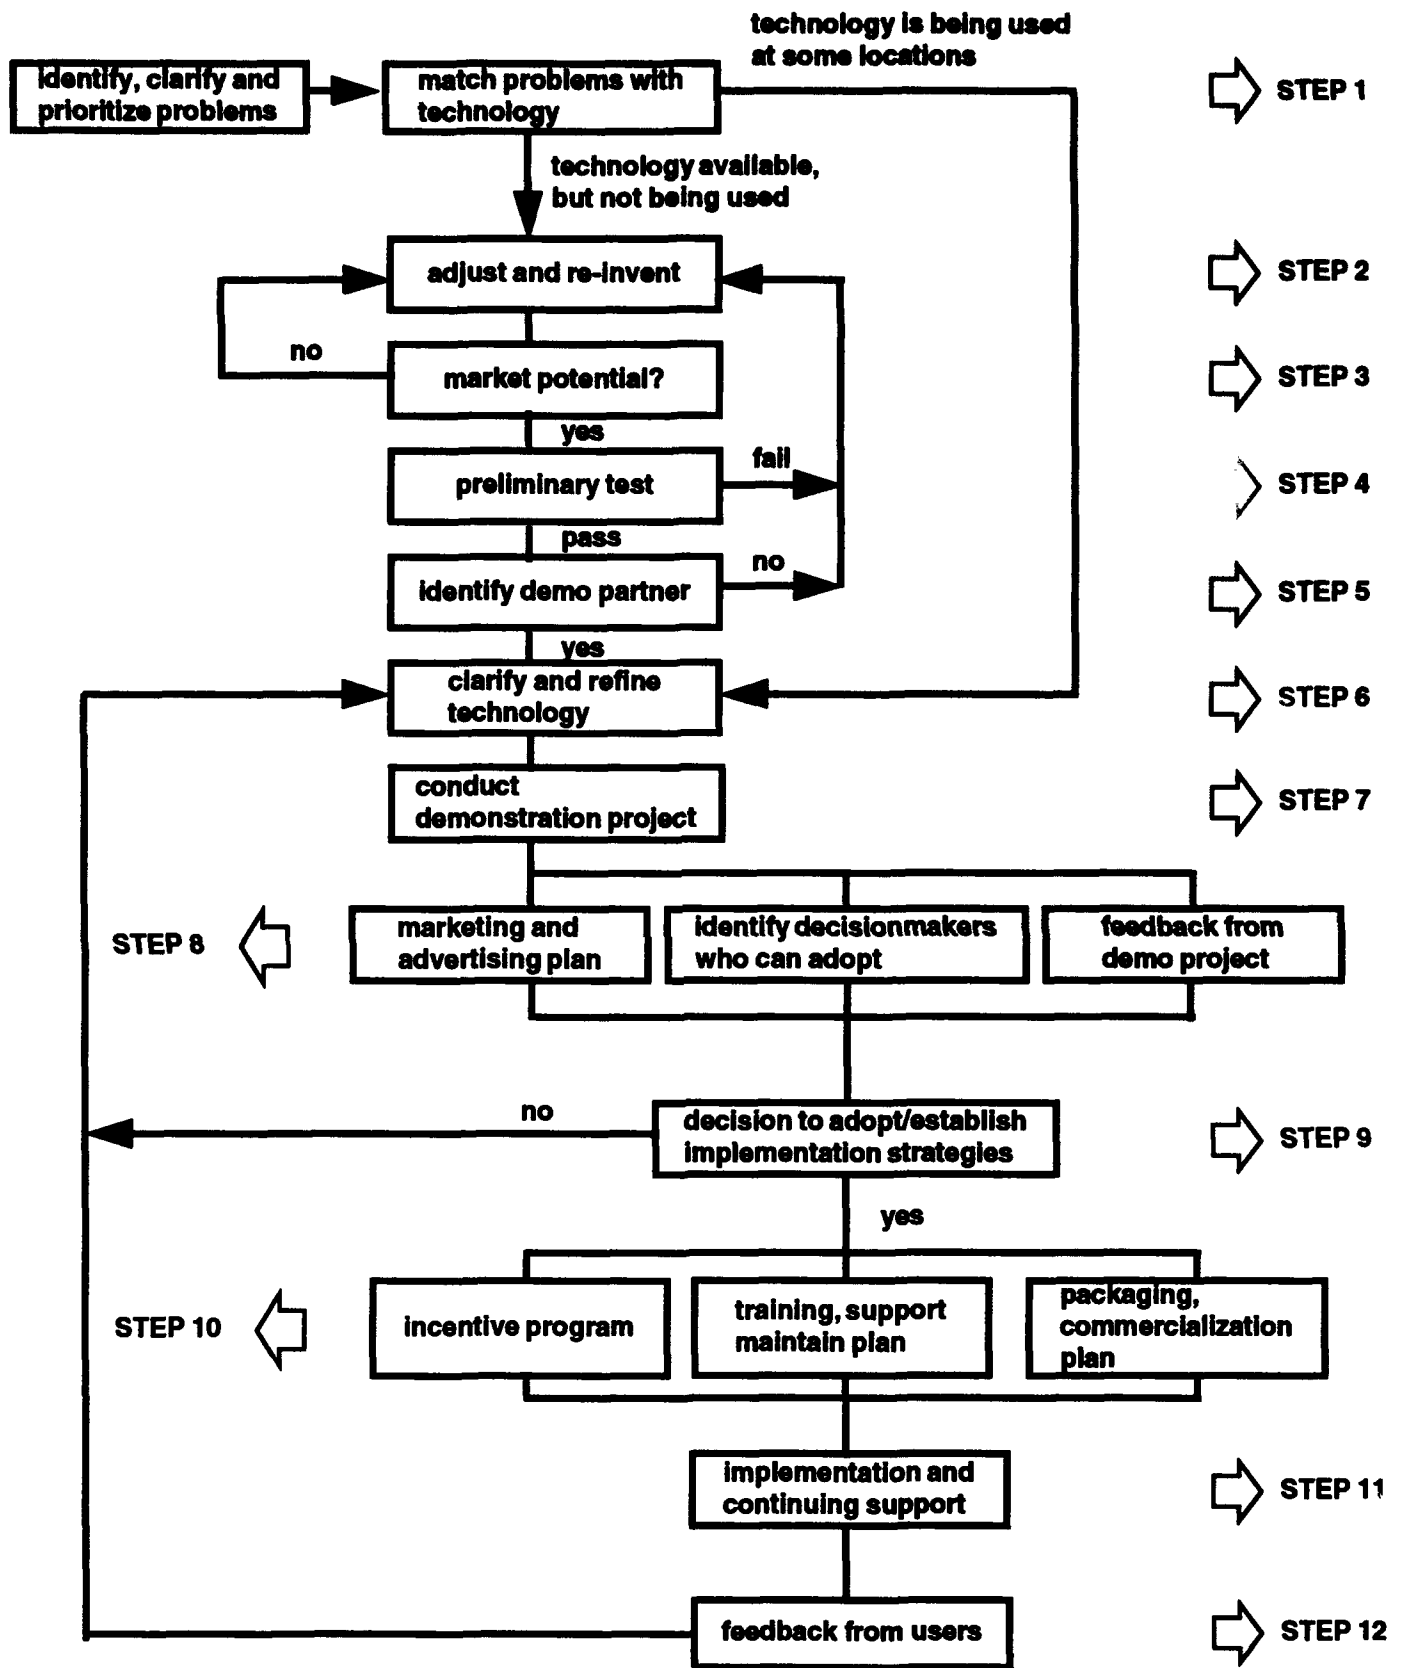 technology is being used
at some locations
identify, clarify and
prioritize problems
match problems with
technology
STEP 1
technology available,
but not being used
adjust and re-invent
STEP 2
no
market potential?
STEP 3
yes
preliminary test
fail
STEP 4
pass
identify demo partner
no
STEP 5
yes
clarify and refine
technology
STEP 6
conduct
demonstration project
STEP 7
STEP 8
marketing and
advertising plan
identify decisionmakers
who can adopt
feedback from
demo project
no
decision to adopt/establish
implementation strategies
STEP 9
yes
STEP 10
incentive program
training, support
maintain plan
packaging,
commercialization
plan
implementation and
continuing support
STEP 11
feedback from users
STEP 12